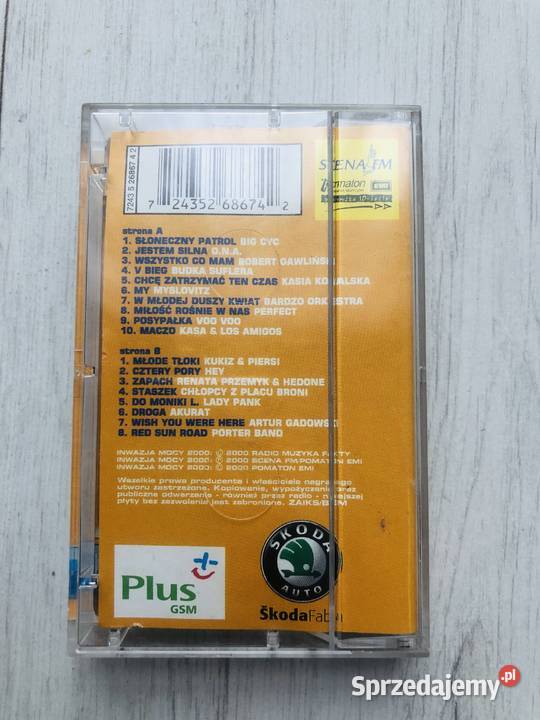 7243 5 26867 4 2
7 24352 68674 2
SCENA FM
Pomaton EMI
strona A
1. SŁONECZNY PATROL BIG CYC
2. JESTEM SILNA O.N.A.
3. WSZYSTKO CO MAM ROBERT GAWLIŃSKI
4. V BIEG BUDKA SUFLERA
5. CHCĘ ZATRZYMAĆ TEN CZAS KASIA KOWALSKA
6. MY MYSLOVITZ
7. W MŁODEJ DUSZY KWIAT BARDZO ORKIESTRA
8. MIŁOŚĆ ROŚNIE W NAS PERFECT
9. POSYPAŁKA VOO VOO
10. MACZO KASA & LOS AMIGOS
strona B
1. MŁODE TŁOKI KUKIZ & PIERSI
2. CZTERY PORY HEY
3. ZAPACH RENATA PRZEMYK & HEDONE
4. STASZEK CHŁOPCY Z PLACU BRONI
5. DO MONIKI L. LADY PANK
6. DROGA AKURAT
7. WISH YOU WERE HERE ARTUR GADOWSKI
8. RED SUN ROAD PORTER BAND
INWAZJA MOCY 2000: © 2000 RADIO MUZYKA FAKTY
INWAZJA MOCY 2000: ℗ 2000 SCENA FM/POMATON EMI
INWAZJA MOCY 2000: © 2000 POMATON EMI
Wszelkie prawa producenta i właściciela nagranego
utworu zastrzeżone. Kopiowanie, wypożyczanie oraz
publiczne odtwarzanie - również przez radio - niniejszej
płyty bez zezwolenia jest zabronione. ZAIKS/BIEM
Plus
GSM
ŠKODA
AUTO
ŠkodaFabia
Sprzedajemy.pl